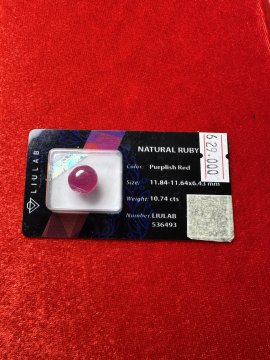 LIULAB
NATURAL RUBY
Color: Purplish Red
Size: 11.84-11.64x6.43 mm
Weight: 10.74 cts
Number: LIULAB
536493
629.000